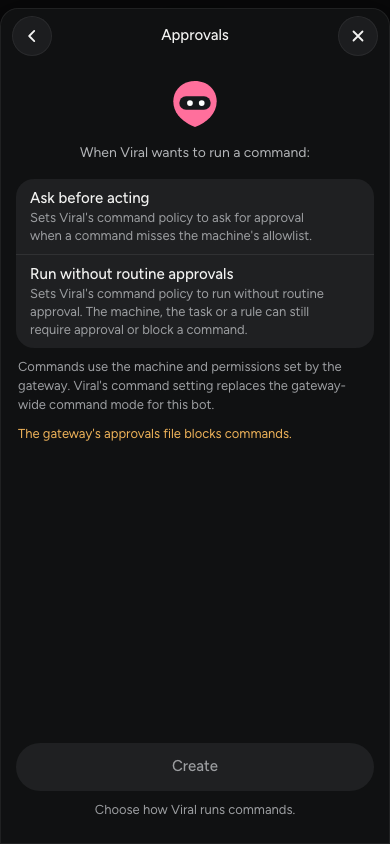 Approvals
When Viral wants to run a command:
Ask before acting
Sets Viral's command policy to ask for approval
when a command misses the machine's allowlist.
Run without routine approvals
Sets Viral's command policy to run without routine
approval. The machine, the task or a rule can still
require approval or block a command.
Commands use the machine and permissions set by the
gateway. Viral's command setting replaces the gateway-
wide command mode for this bot.
The gateway's approvals file blocks commands.
Create
Choose how Viral runs commands.